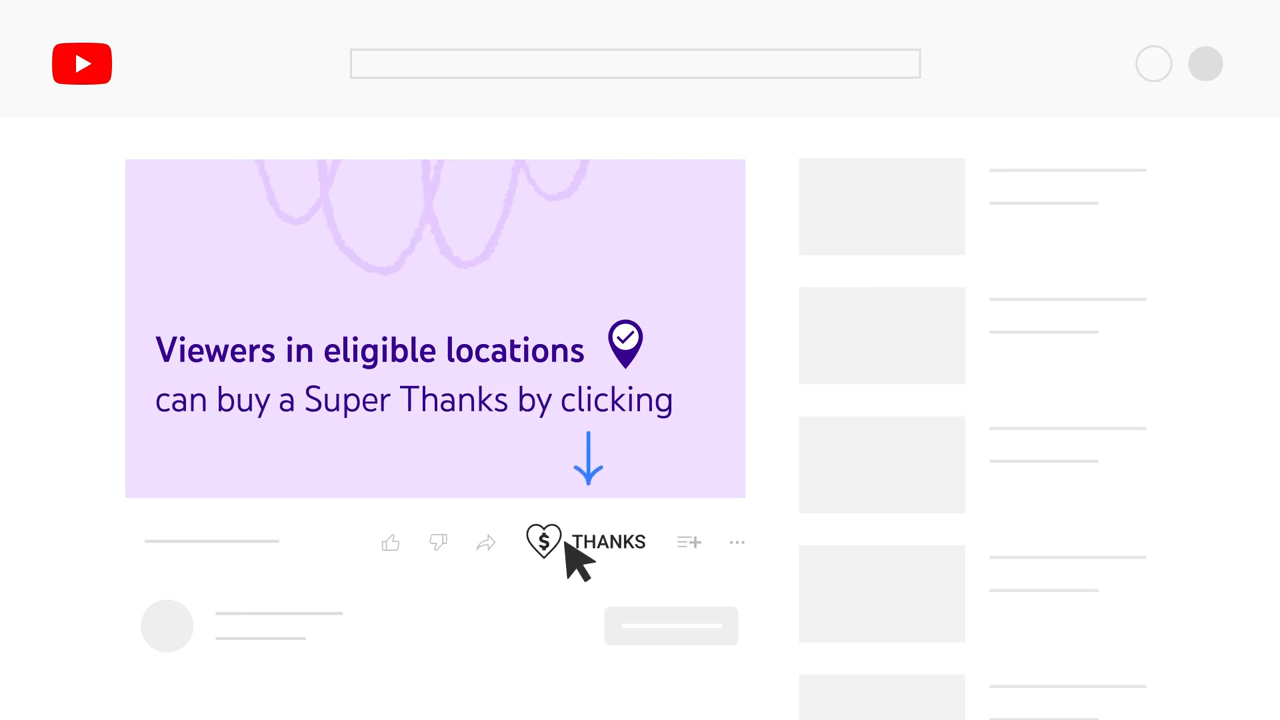 Viewers in eligible locations
can buy a Super Thanks by clicking
$ THANKS